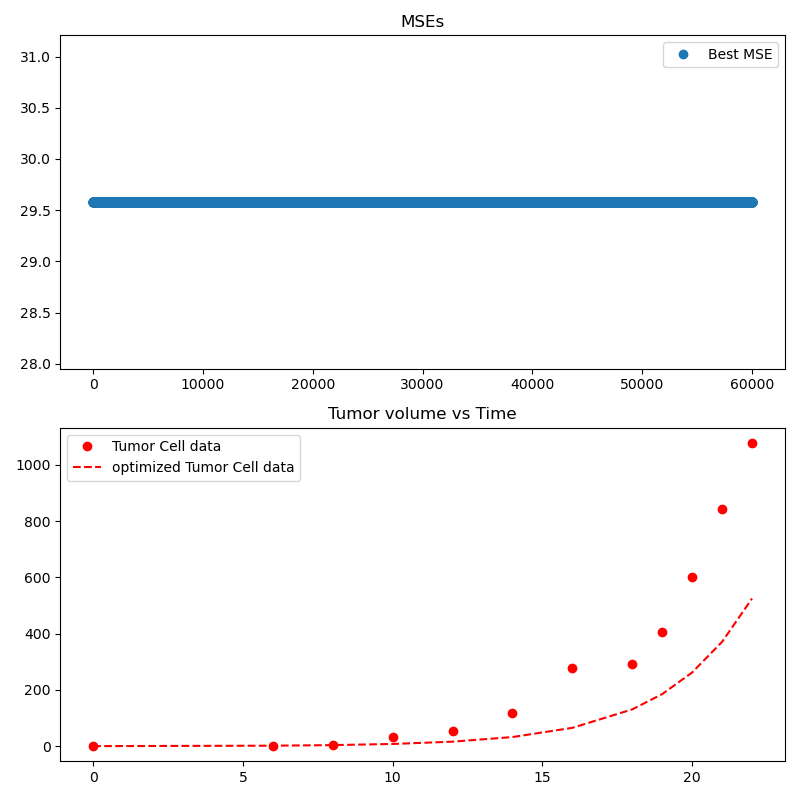 MSEs
Best MSE
31.0
30.5
30.0
29.5
29.0
28.5
28.0
0 10000 20000 30000 40000 50000 60000
Tumor volume vs Time
Tumor Cell data
optimized Tumor Cell data
1000
800
600
400
200
0
0 5 10 15 20